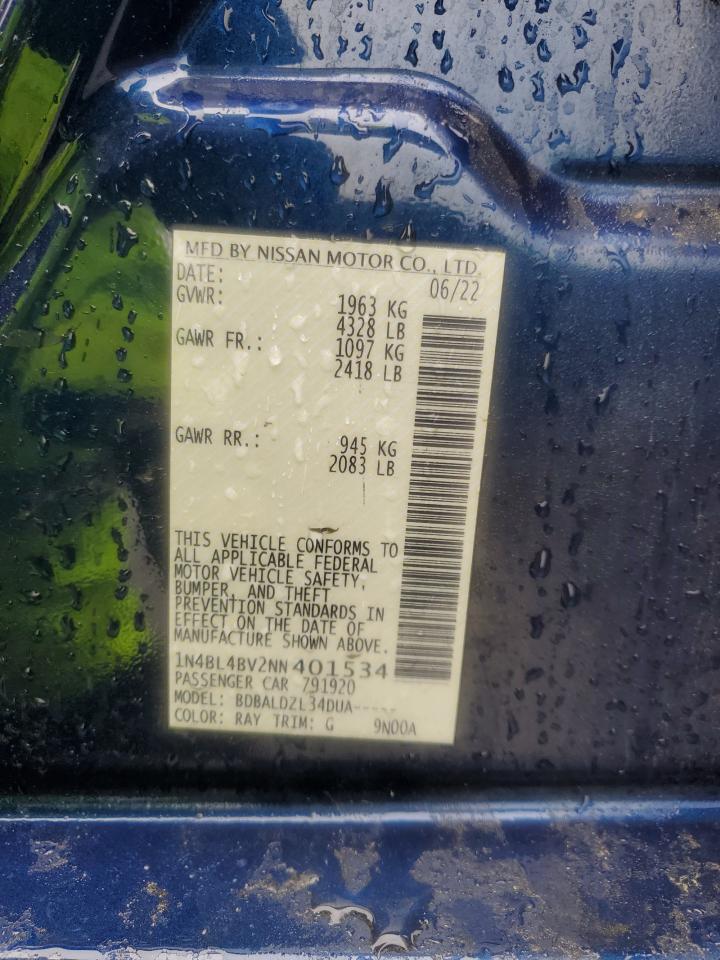 MFD BY NISSAN MOTOR CO., LTD.
DATE: 06/22
GVWR: 1963 KG
4328 LB
GAWR FR.: 1097 KG
2418 LB
GAWR RR.: 945 KG
2083 LB
THIS VEHICLE CONFORMS TO
ALL APPLICABLE FEDERAL
MOTOR VEHICLE SAFETY,
BUMPER, AND THEFT
PREVENTION STANDARDS IN
EFFECT ON THE DATE OF
MANUFACTURE SHOWN ABOVE.
1N4BL4BV2NN401534
PASSENGER CAR 791920
MODEL: BDBALDZL34DUA-----
COLOR: RAY TRIM: G 9N00A